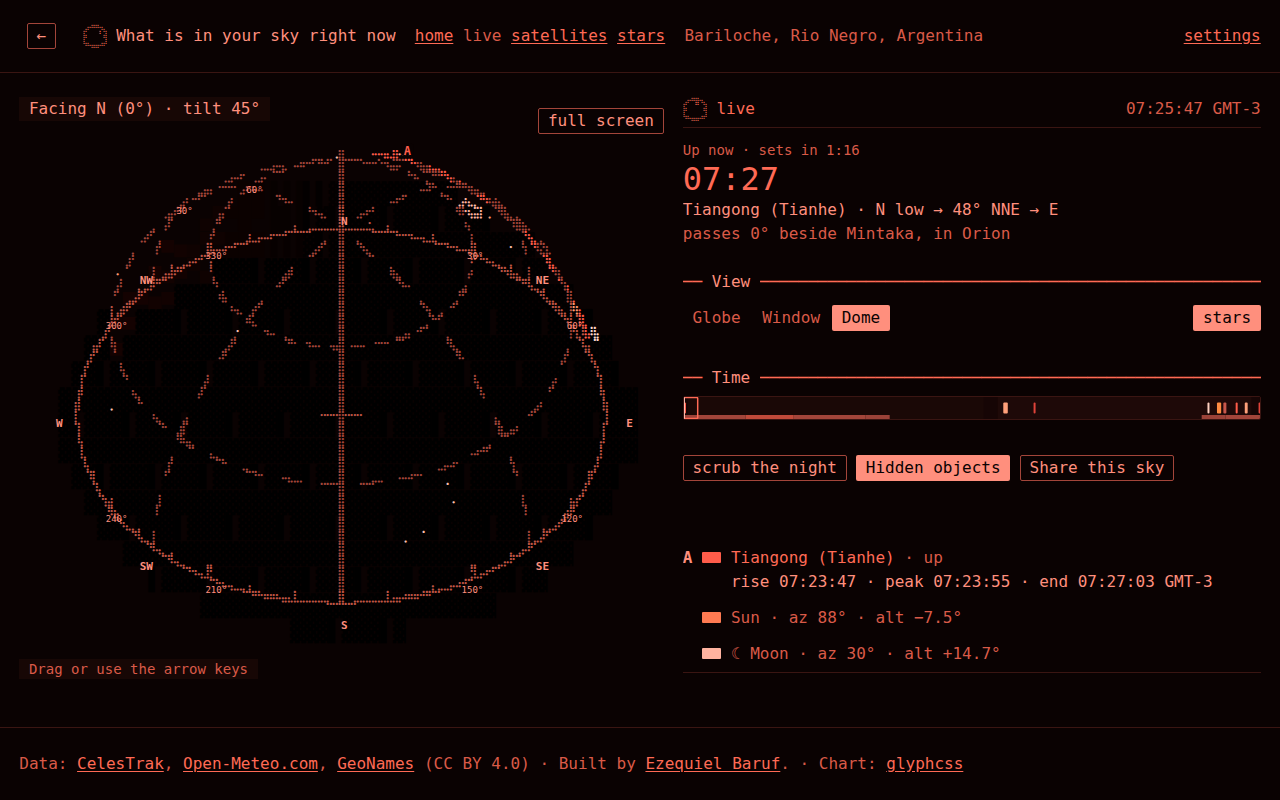 ← What is in your sky right now home live satellites stars Bariloche, Rio Negro, Argentina settings
Facing N (0°) · tilt 45°
full screen
A
60°
30°
N
330°
30°
NW
NE
300°
60°
W
E
240°
120°
SW
SE
210°
150°
S
Drag or use the arrow keys
live 07:25:47 GMT-3
Up now · sets in 1:16
07:27
Tiangong (Tianhe) · N low → 48° NNE → E
passes 0° beside Mintaka, in Orion
View
Globe Window Dome stars
Time
scrub the night Hidden objects Share this sky
A Tiangong (Tianhe) · up
rise 07:23:47 · peak 07:23:55 · end 07:27:03 GMT-3
Sun · az 88° · alt −7.5°
☾ Moon · az 30° · alt +14.7°
Data: CelesTrak, Open-Meteo.com, GeoNames (CC BY 4.0) · Built by Ezequiel Baruf. · Chart: glyphcss